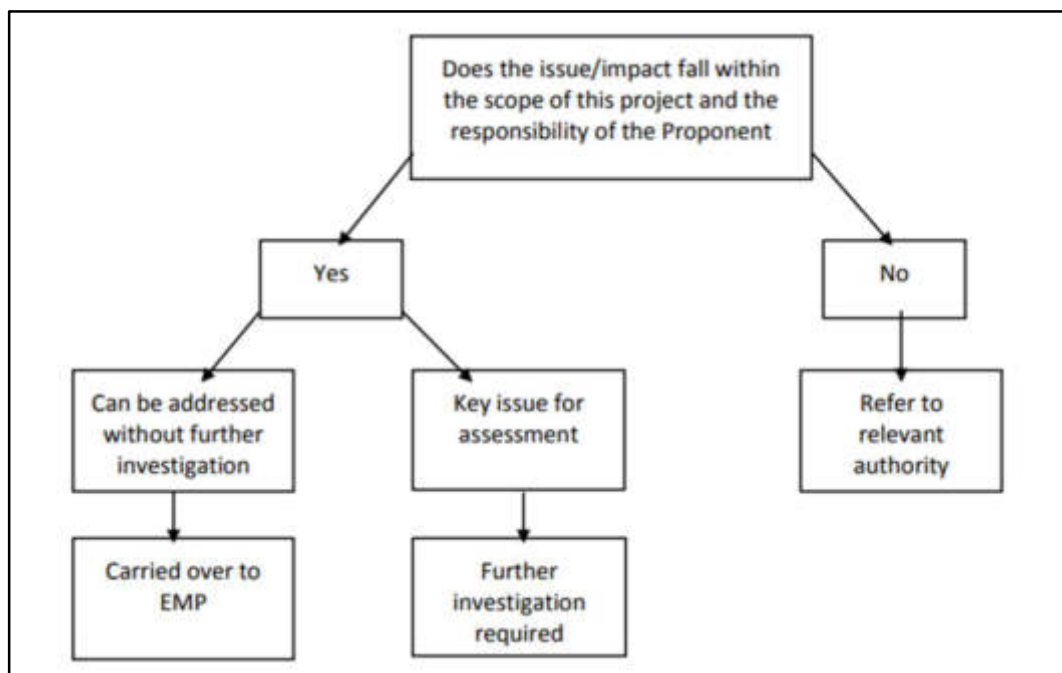 Does the issue/impact fall within
the scope of this project and the
responsibility of the Proponent
Yes
No
Can be addressed
without further
investigation
Key issue for
assessment
Refer to
relevant
authority
Carried over to
EMP
Further
investigation
required